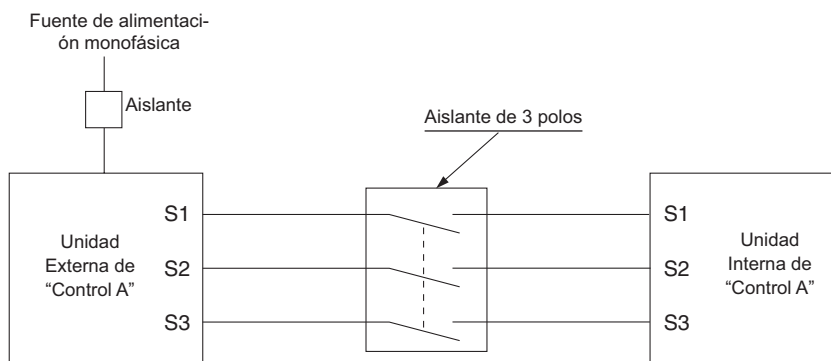 Fuente de alimentaci-
ón monofásica
Aislante
Aislante de 3 polos
Unidad
Externa de
“Control A”
S1
S2
S3
S1
S2
S3
Unidad
Interna de
“Control A”